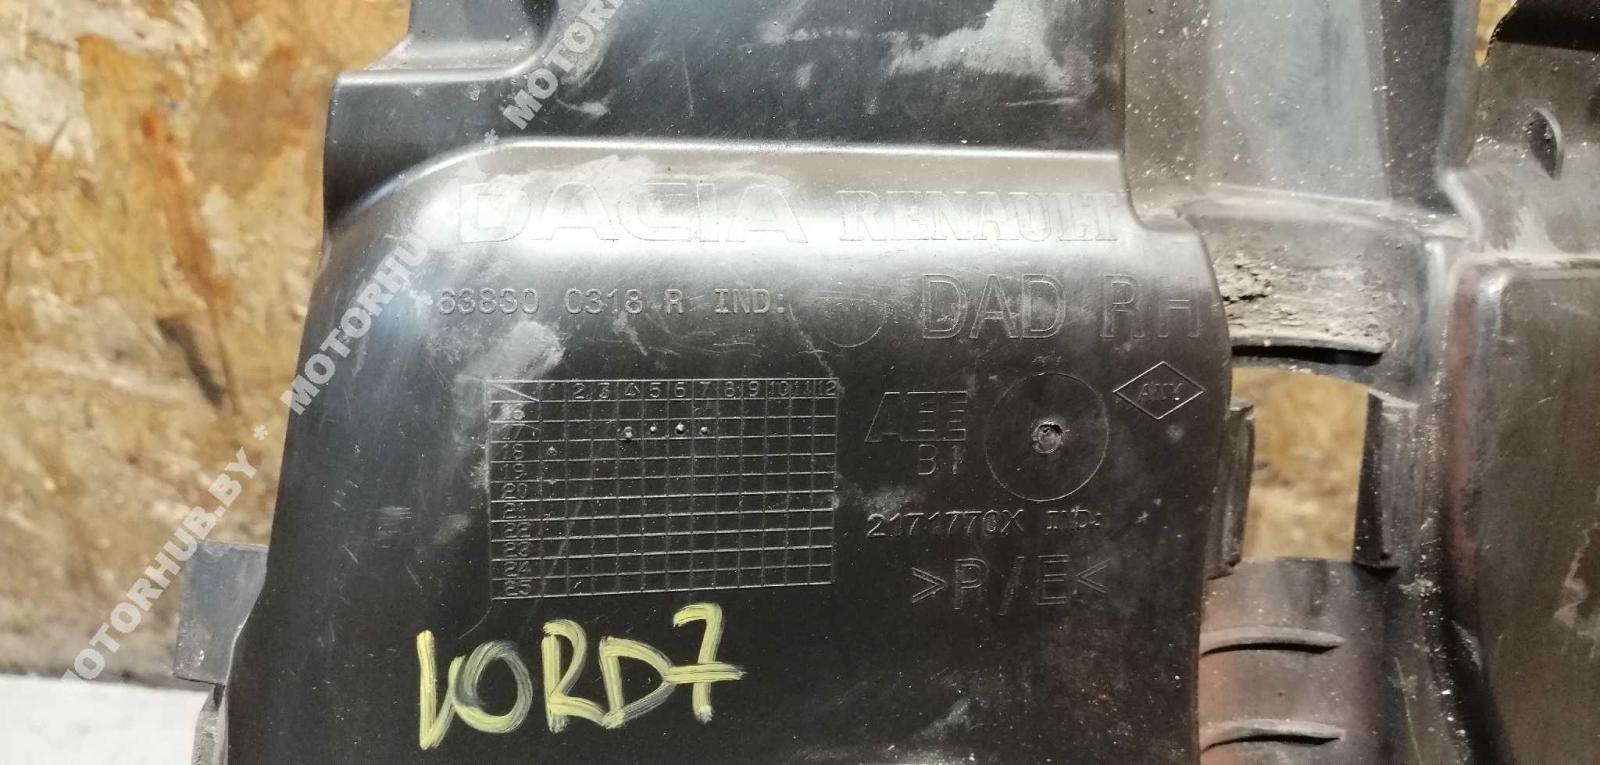 DACIA RENAULT
63830 0318 R IND:
DAD RH
1 2 3 4 5 6 7 8 9 10 11 12
16
17
18
19
20
21
22
23
24
25
AEE
B1
2171770X IND:
>P/E<
LORD7
MOTORHUB.BY * MOTORHUB.BY * MOTORHUB.BY